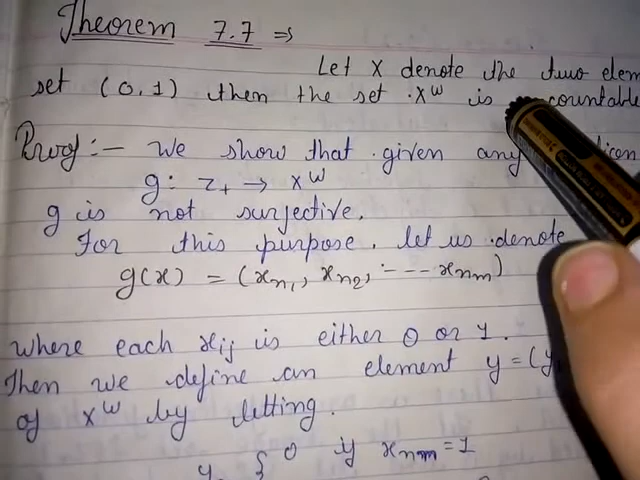 Theorem 7.7 ⇒
Let X denote the two elem
set (0,1) then the set X^ω is countable
Proof :- We show that given any
g: Z₊ → X^ω
g is not surjective.
For this purpose, let us denote
g(x) = (x_n₁, x_n₂, ---- x_nm)
where each x_ij is either 0 or 1.
Then we define an element y = (y
of X^ω by letting.
y { 0 if x_nm = 1